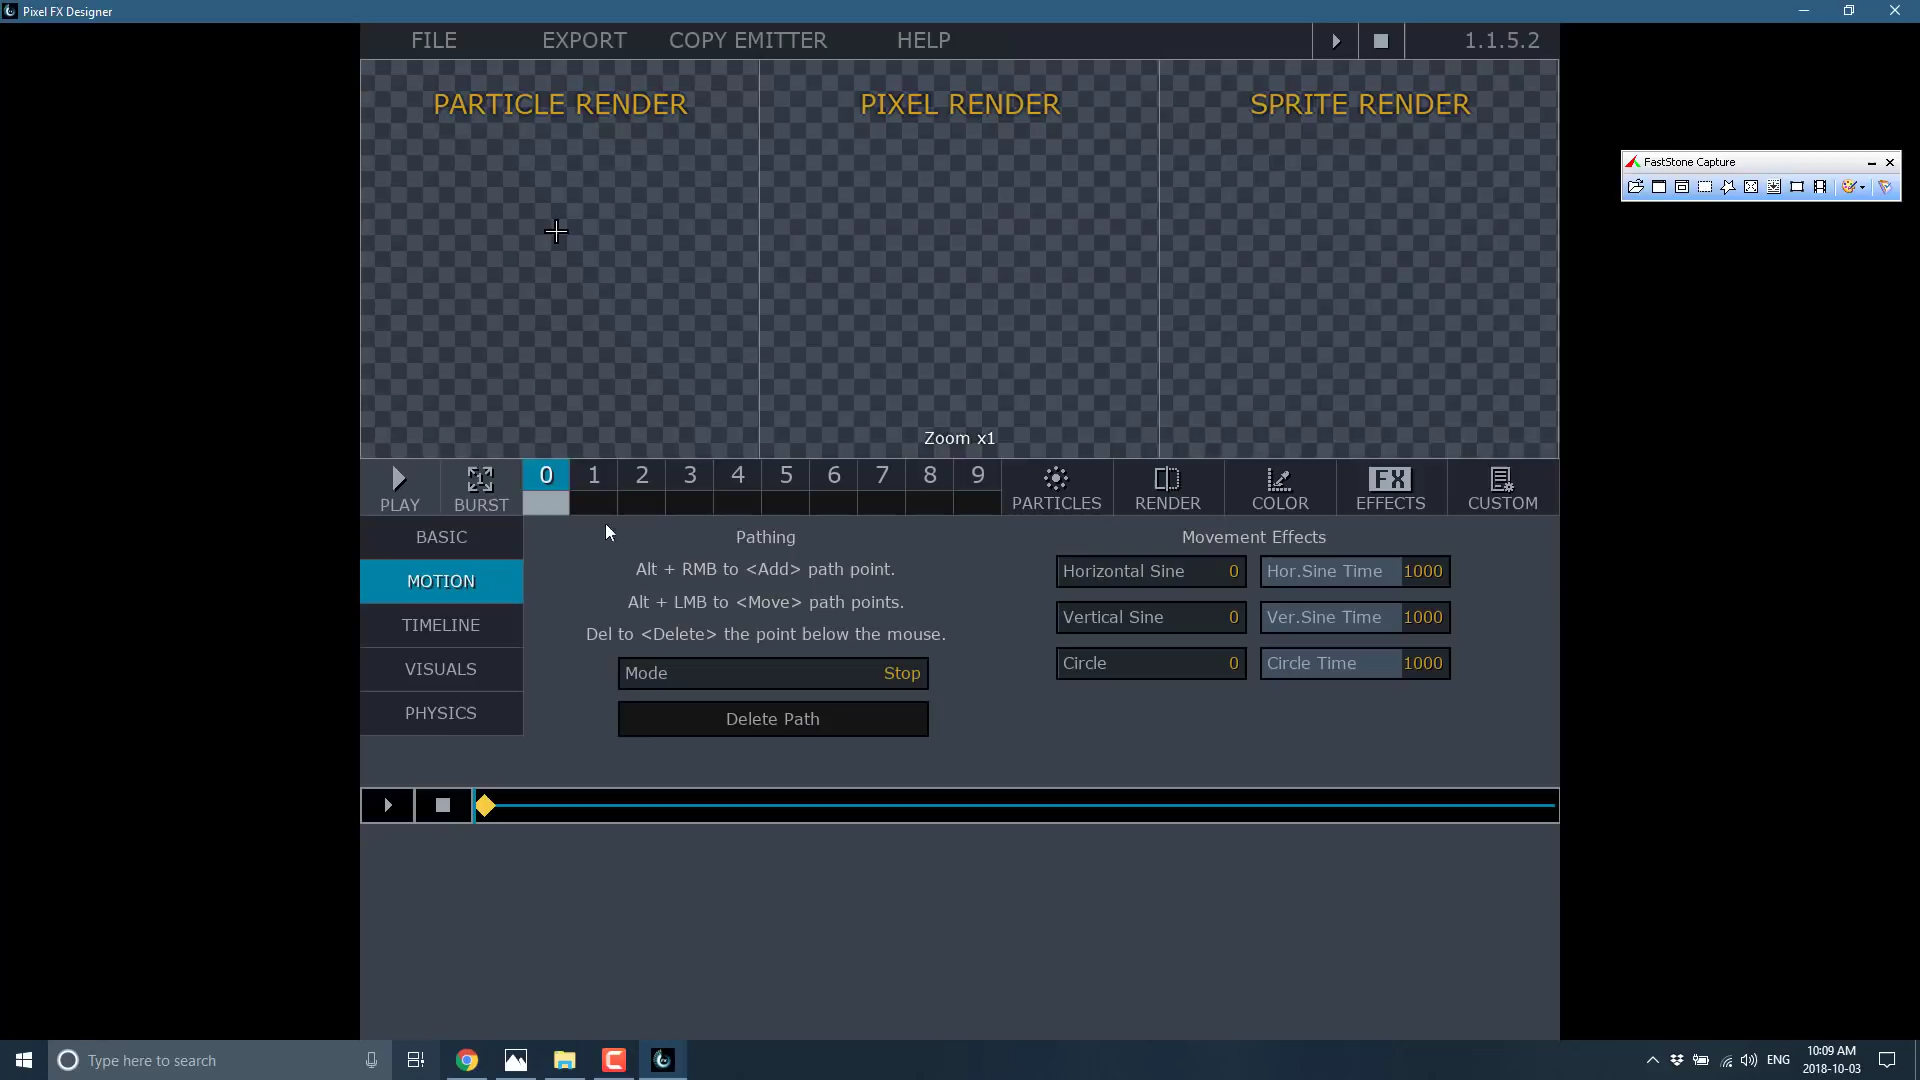 Pixel FX Designer
FILE EXPORT COPY EMITTER HELP 1.1.5.2
PARTICLE RENDER PIXEL RENDER SPRITE RENDER
FastStone Capture
Zoom x1
PLAY 1 BURST 0 1 2 3 4 5 6 7 8 9 PARTICLES RENDER COLOR FX EFFECTS CUSTOM
BASIC
MOTION
TIMELINE
VISUALS
PHYSICS
Pathing
Alt + RMB to <Add> path point.
Alt + LMB to <Move> path points.
Del to <Delete> the point below the mouse.
Mode Stop
Delete Path
Movement Effects
Horizontal Sine 0 Hor.Sine Time 1000
Vertical Sine 0 Ver.Sine Time 1000
Circle 0 Circle Time 1000
Type here to search
ENG
10:09 AM
2018-10-03